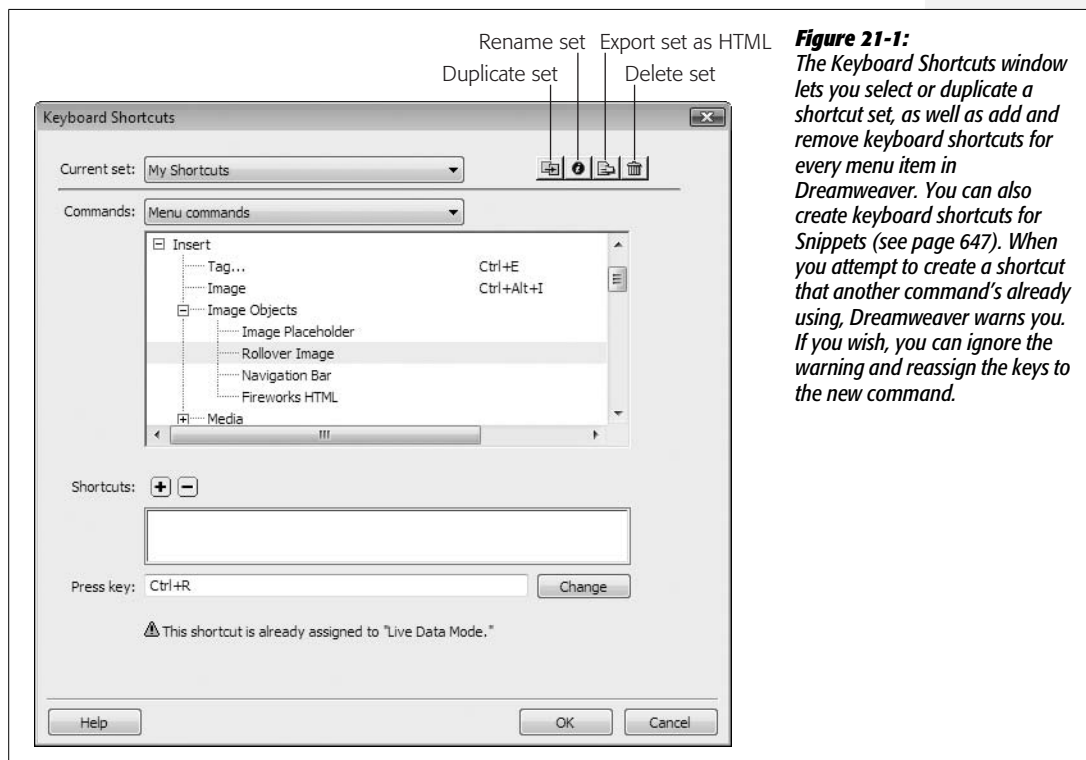 Rename set Export set as HTML
Duplicate set Delete set
Keyboard Shortcuts
Current set: My Shortcuts
Commands: Menu commands
Insert
Tag... Ctrl+E
Image Ctrl+Alt+I
Image Objects
Image Placeholder
Rollover Image
Navigation Bar
Fireworks HTML
Media
Shortcuts:
Press key: Ctrl+R Change
This shortcut is already assigned to "Live Data Mode."
Help OK Cancel
Figure 21-1:
The Keyboard Shortcuts window
lets you select or duplicate a
shortcut set, as well as add and
remove keyboard shortcuts for
every menu item in
Dreamweaver. You can also
create keyboard shortcuts for
Snippets (see page 647). When
you attempt to create a shortcut
that another command's already
using, Dreamweaver warns you.
If you wish, you can ignore the
warning and reassign the keys to
the new command.